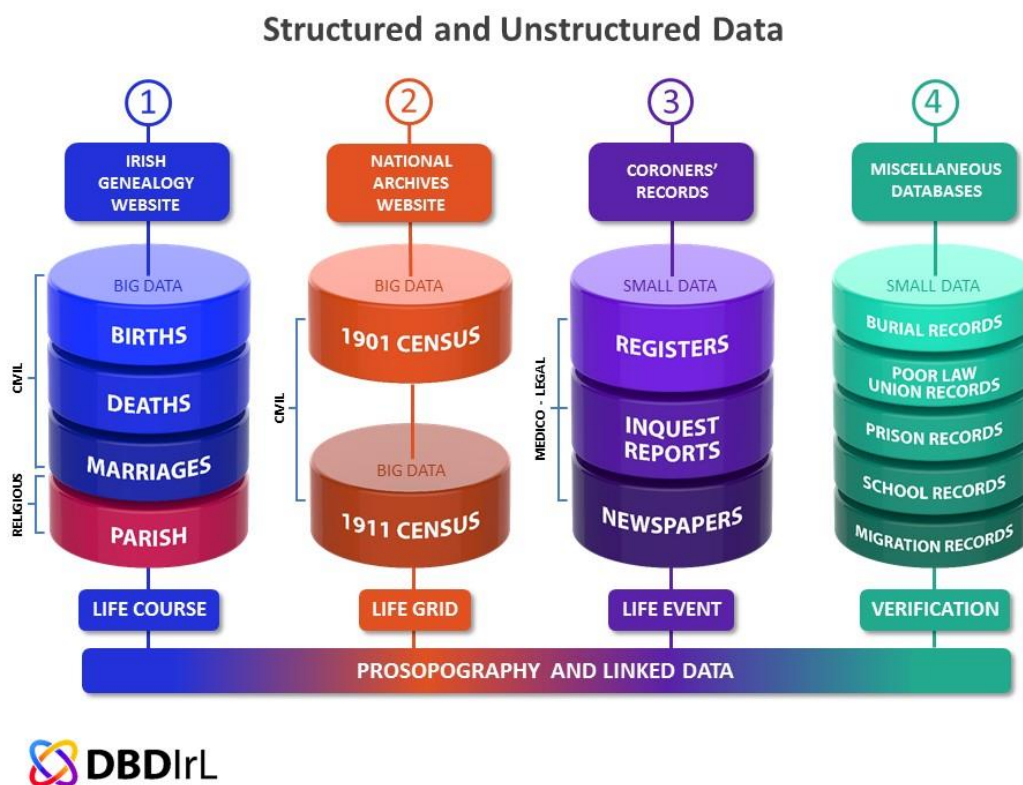 Structured and Unstructured Data
1
IRISH
GENEALOGY
WEBSITE
BIG DATA
BIRTHS
DEATHS
MARRIAGES
PARISH
CIVIL
RELIGIOUS
LIFE COURSE
2
NATIONAL
ARCHIVES
WEBSITE
BIG DATA
1901 CENSUS
BIG DATA
1911 CENSUS
CIVIL
LIFE GRID
3
CORONERS'
RECORDS
SMALL DATA
REGISTERS
INQUEST
REPORTS
NEWSPAPERS
MEDICO - LEGAL
LIFE EVENT
4
MISCELLANEOUS
DATABASES
SMALL DATA
BURIAL RECORDS
POOR LAW
UNION RECORDS
PRISON RECORDS
SCHOOL RECORDS
MIGRATION RECORDS
VERIFICATION
PROSOPOGRAPHY AND LINKED DATA
DBDIrL